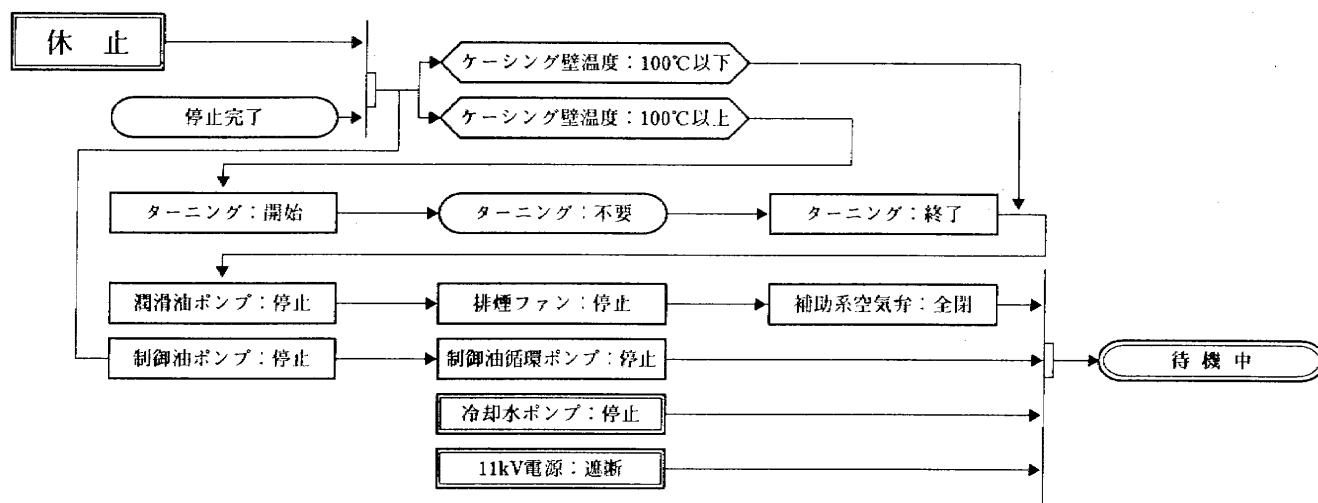 休止
ケーシング壁温度：100℃以下
停止完了
ケーシング壁温度：100℃以上
ターニング：開始
ターニング：不要
ターニング：終了
潤滑油ポンプ：停止
排煙ファン：停止
補助系空気弁：全閉
制御油ポンプ：停止
制御油循環ポンプ：停止
待機中
冷却水ポンプ：停止
11kV電源：遮断